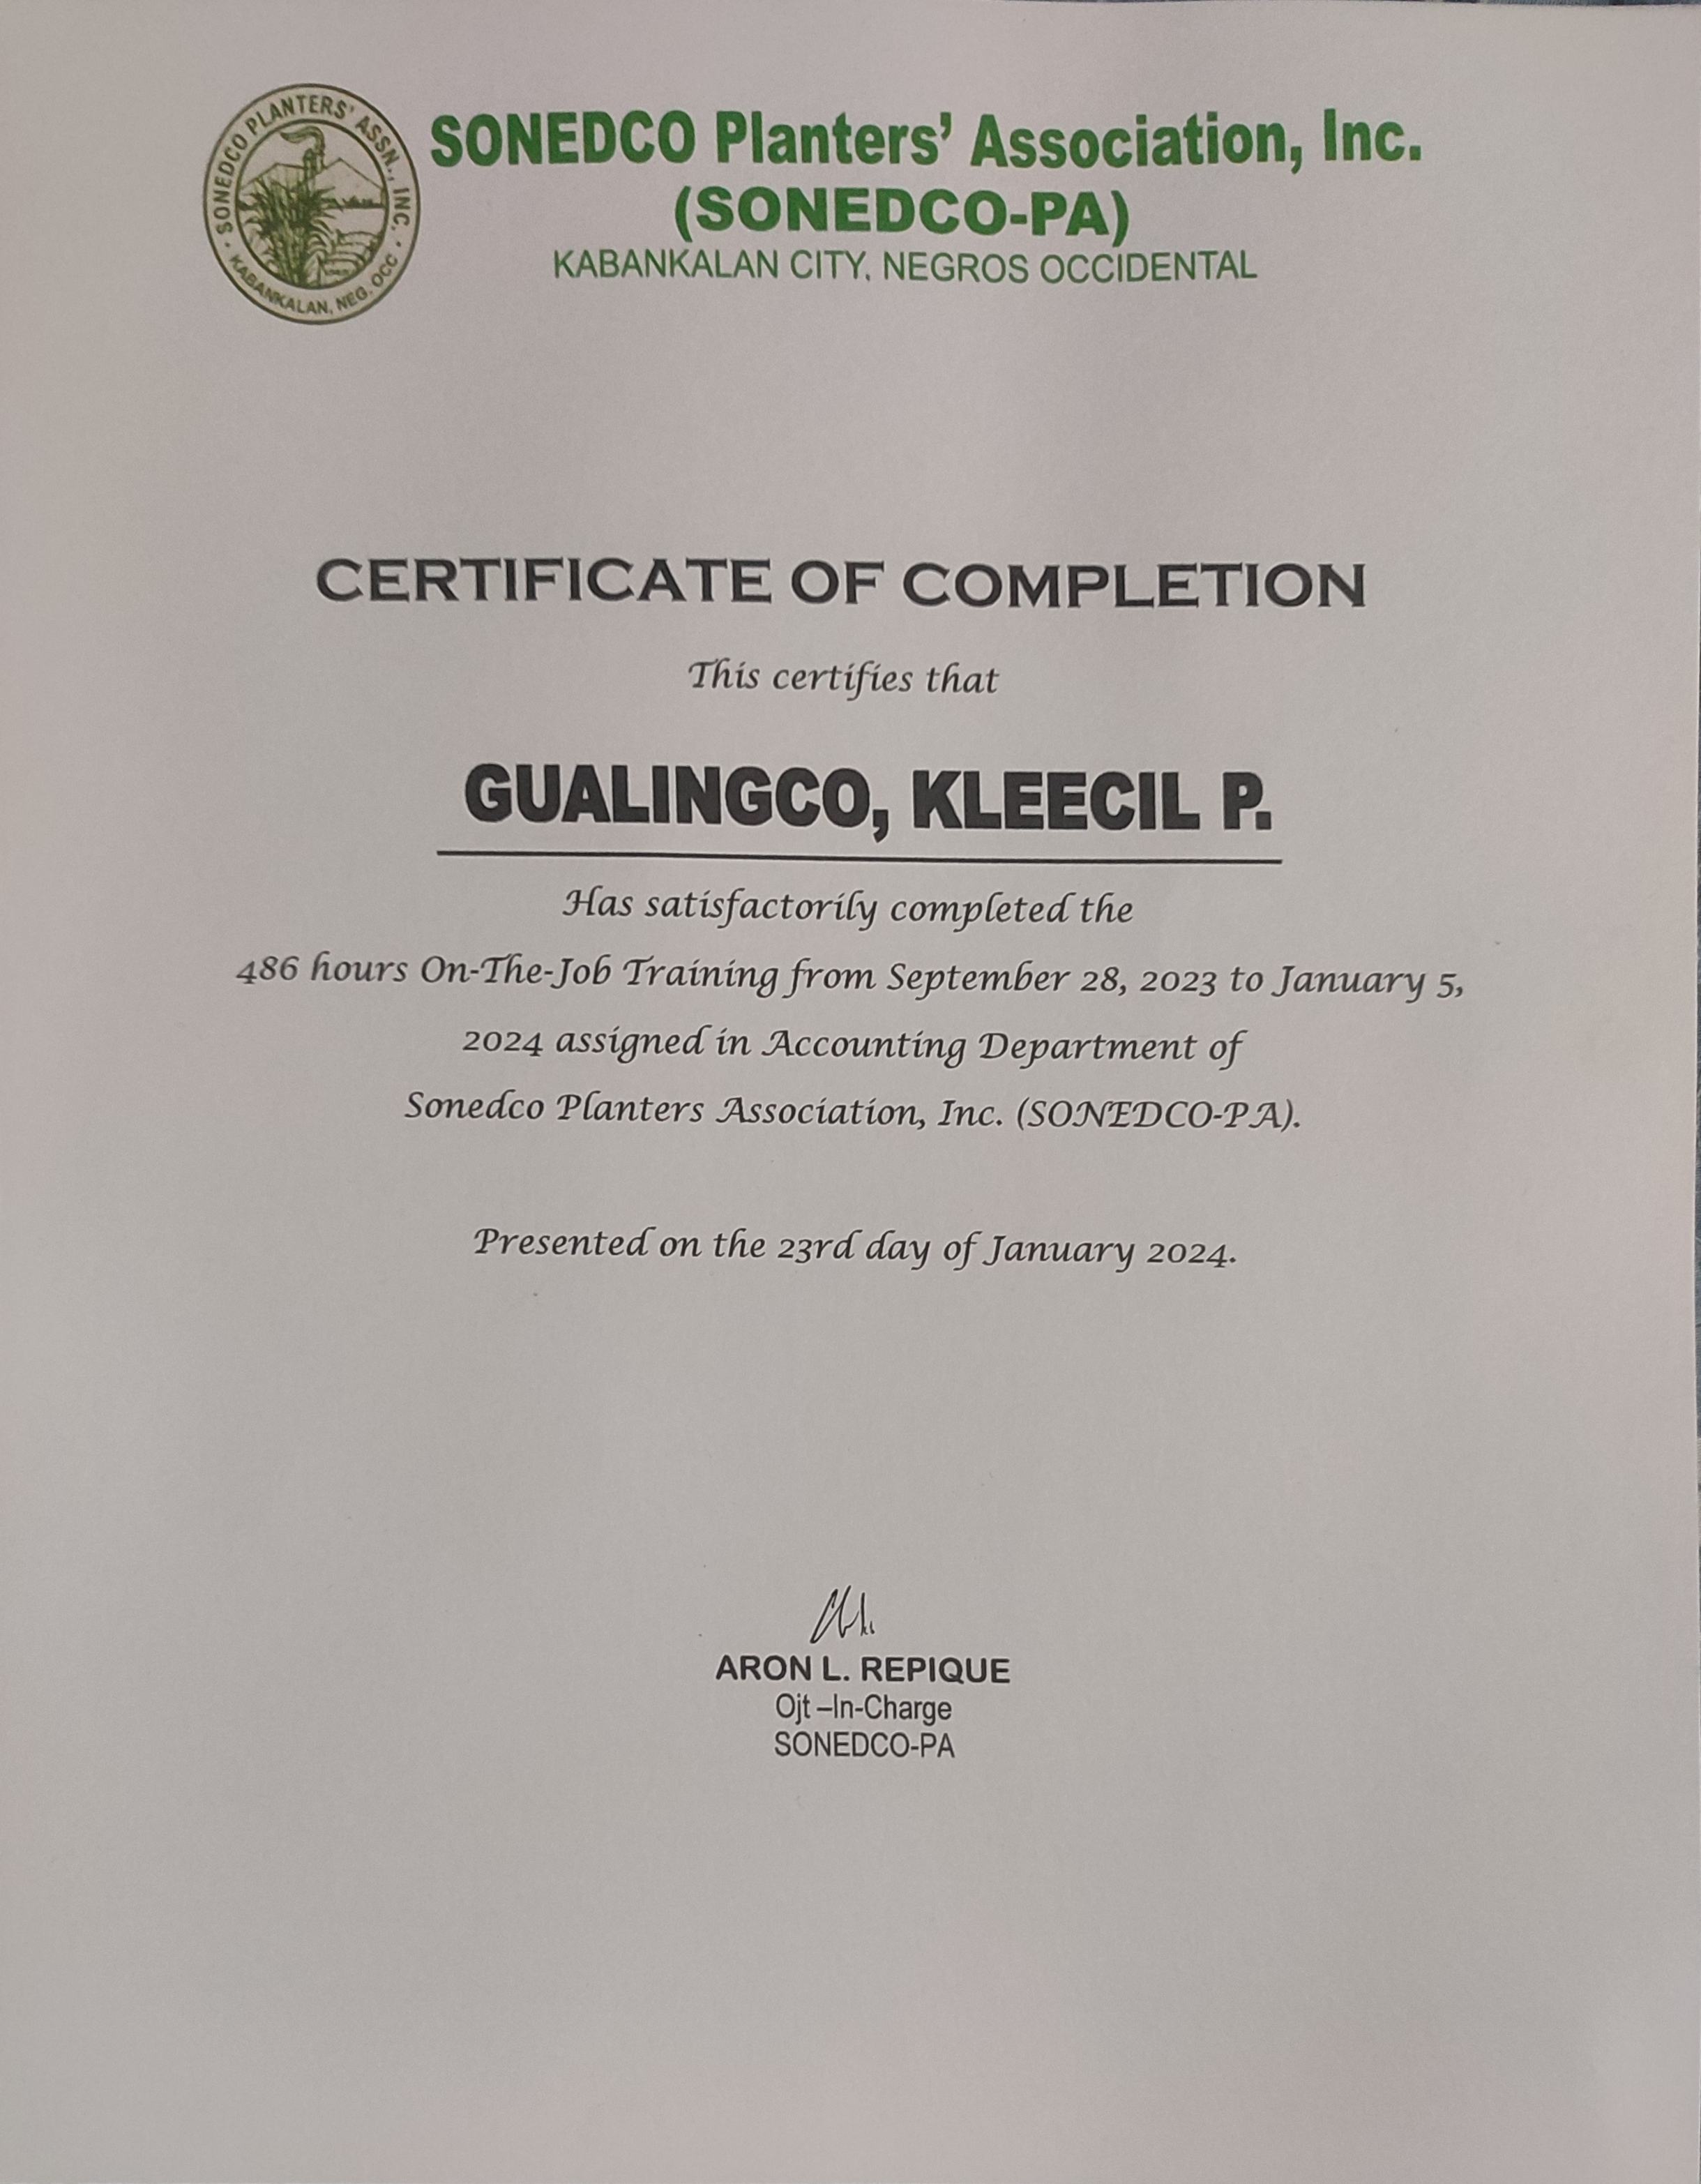 SONEDCO PLANTERS' ASSN., INC.
KABANKALAN, NEG. OCC
SONEDCO Planters' Association, Inc.
(SONEDCO-PA)
KABANKALAN CITY, NEGROS OCCIDENTAL
CERTIFICATE OF COMPLETION
This certifies that
GUALINGCO, KLEECIL P.
Has satisfactorily completed the
486 hours On-The-Job Training from September 28, 2023 to January 5,
2024 assigned in Accounting Department of
Sonedco Planters Association, Inc. (SONEDCO-PA).
Presented on the 23rd day of January 2024.
ARON L. REPIQUE
Ojt –In-Charge
SONEDCO-PA